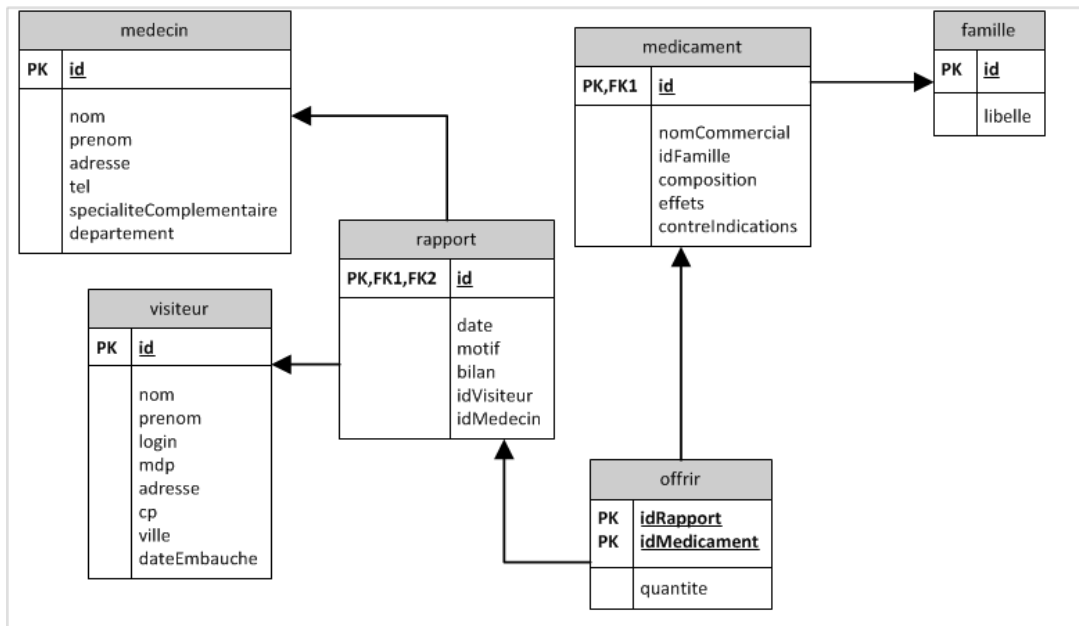 medecin
PK id
nom
prenom
adresse
tel
specialiteComplementaire
departement
medicament
PK,FK1 id
nomCommercial
idFamille
composition
effets
contreIndications
famille
PK id
libelle
rapport
PK,FK1,FK2 id
date
motif
bilan
idVisiteur
idMedecin
visiteur
PK id
nom
prenom
login
mdp
adresse
cp
ville
dateEmbauche
offrir
PK idRapport
PK idMedicament
quantite